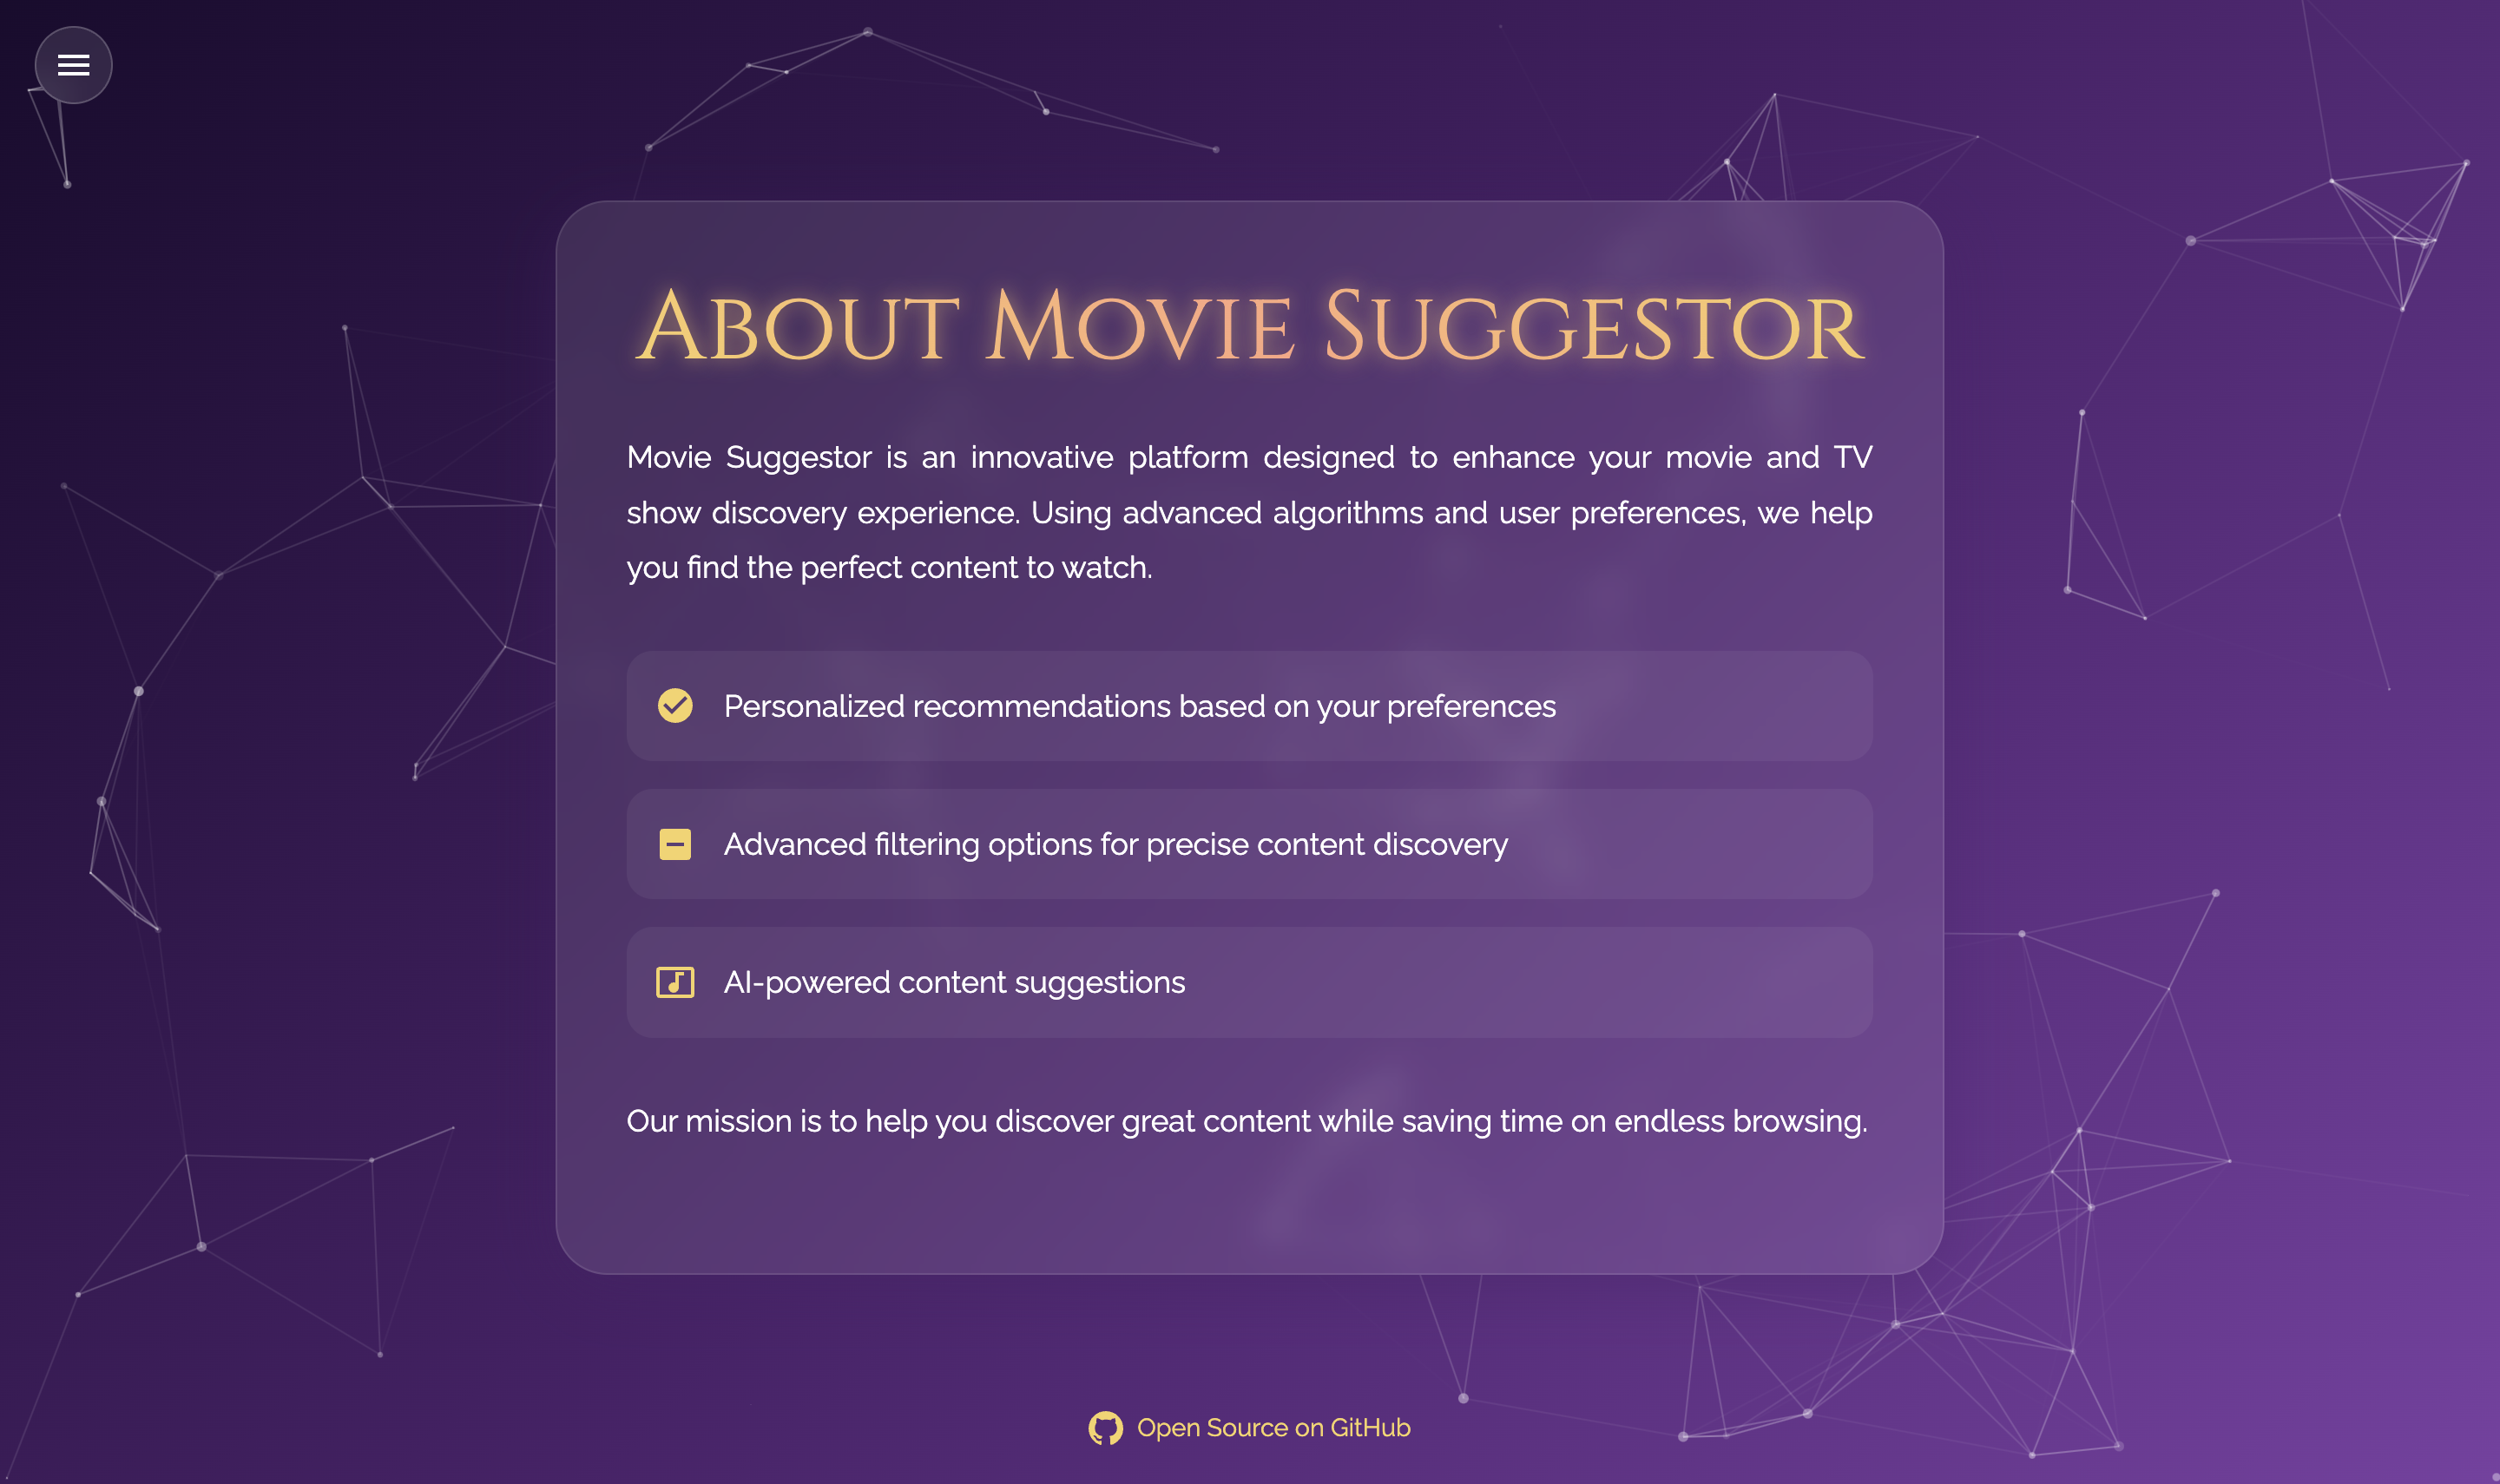 About Movie Suggestor
Movie Suggestor is an innovative platform designed to enhance your movie and TV
show discovery experience. Using advanced algorithms and user preferences, we help
you find the perfect content to watch.
Personalized recommendations based on your preferences
Advanced filtering options for precise content discovery
AI-powered content suggestions
Our mission is to help you discover great content while saving time on endless browsing.
Open Source on GitHub